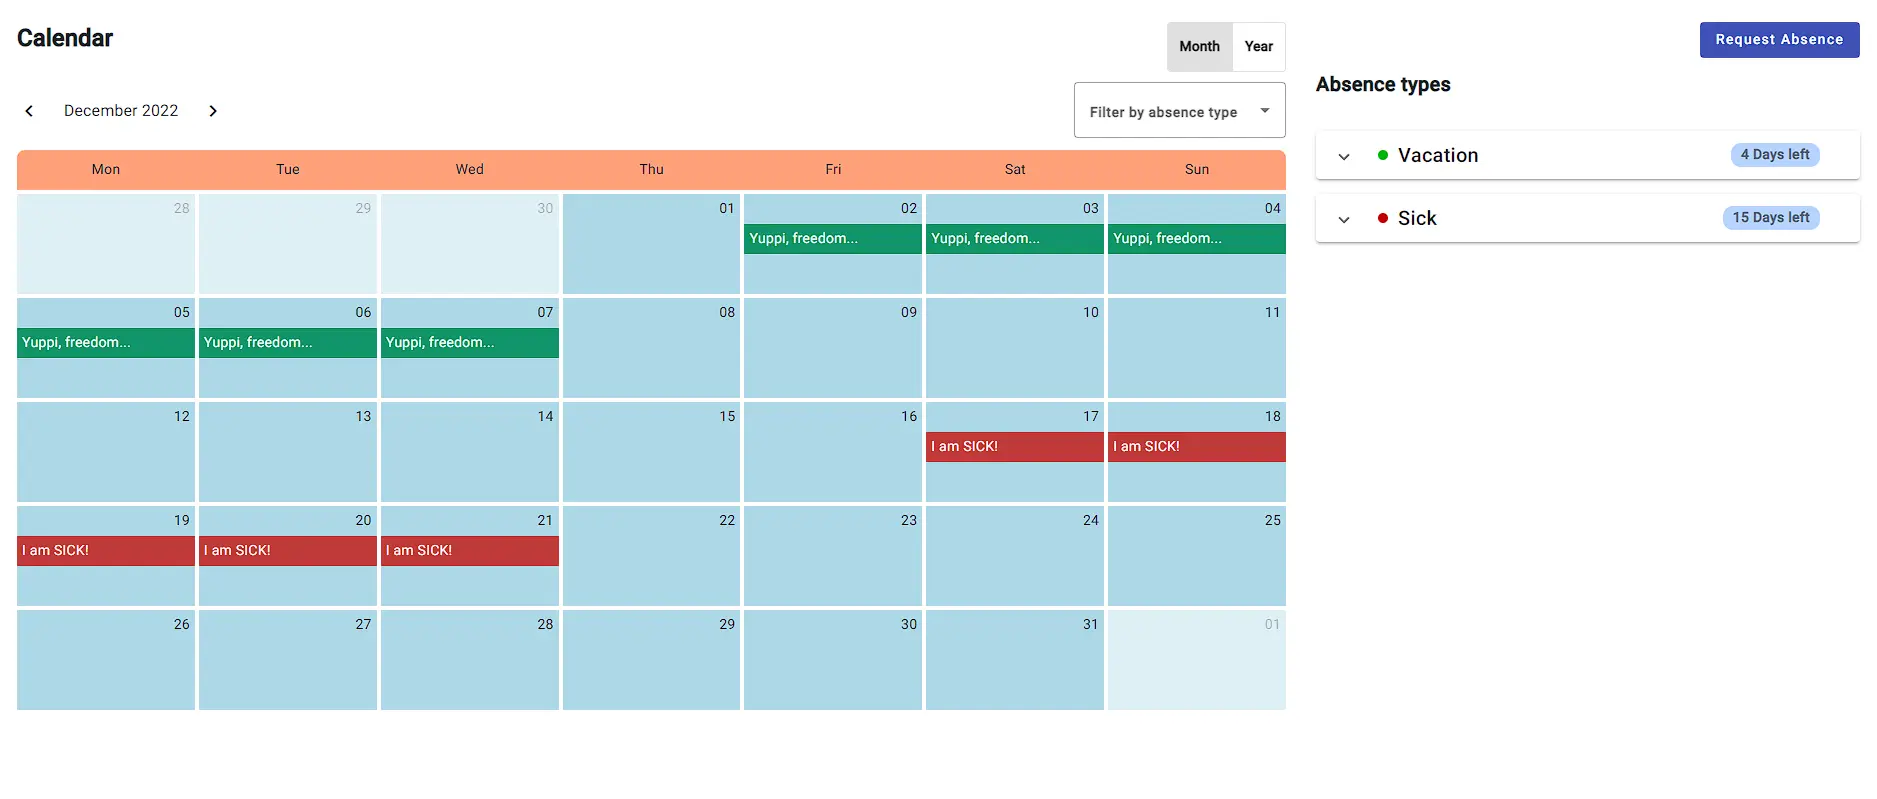 Calendar
Month Year
Request Absence
Absence types
December 2022
Filter by absence type
Mon Tue Wed Thu Fri Sat Sun
Vacation 4 Days left
Sick 15 Days left
28 29 30 01 02 03 04
Yuppi, freedom... Yuppi, freedom... Yuppi, freedom...
05 06 07 08 09 10 11
Yuppi, freedom... Yuppi, freedom... Yuppi, freedom...
12 13 14 15 16 17 18
I am SICK! I am SICK!
19 20 21 22 23 24 25
I am SICK! I am SICK! I am SICK!
26 27 28 29 30 31 01